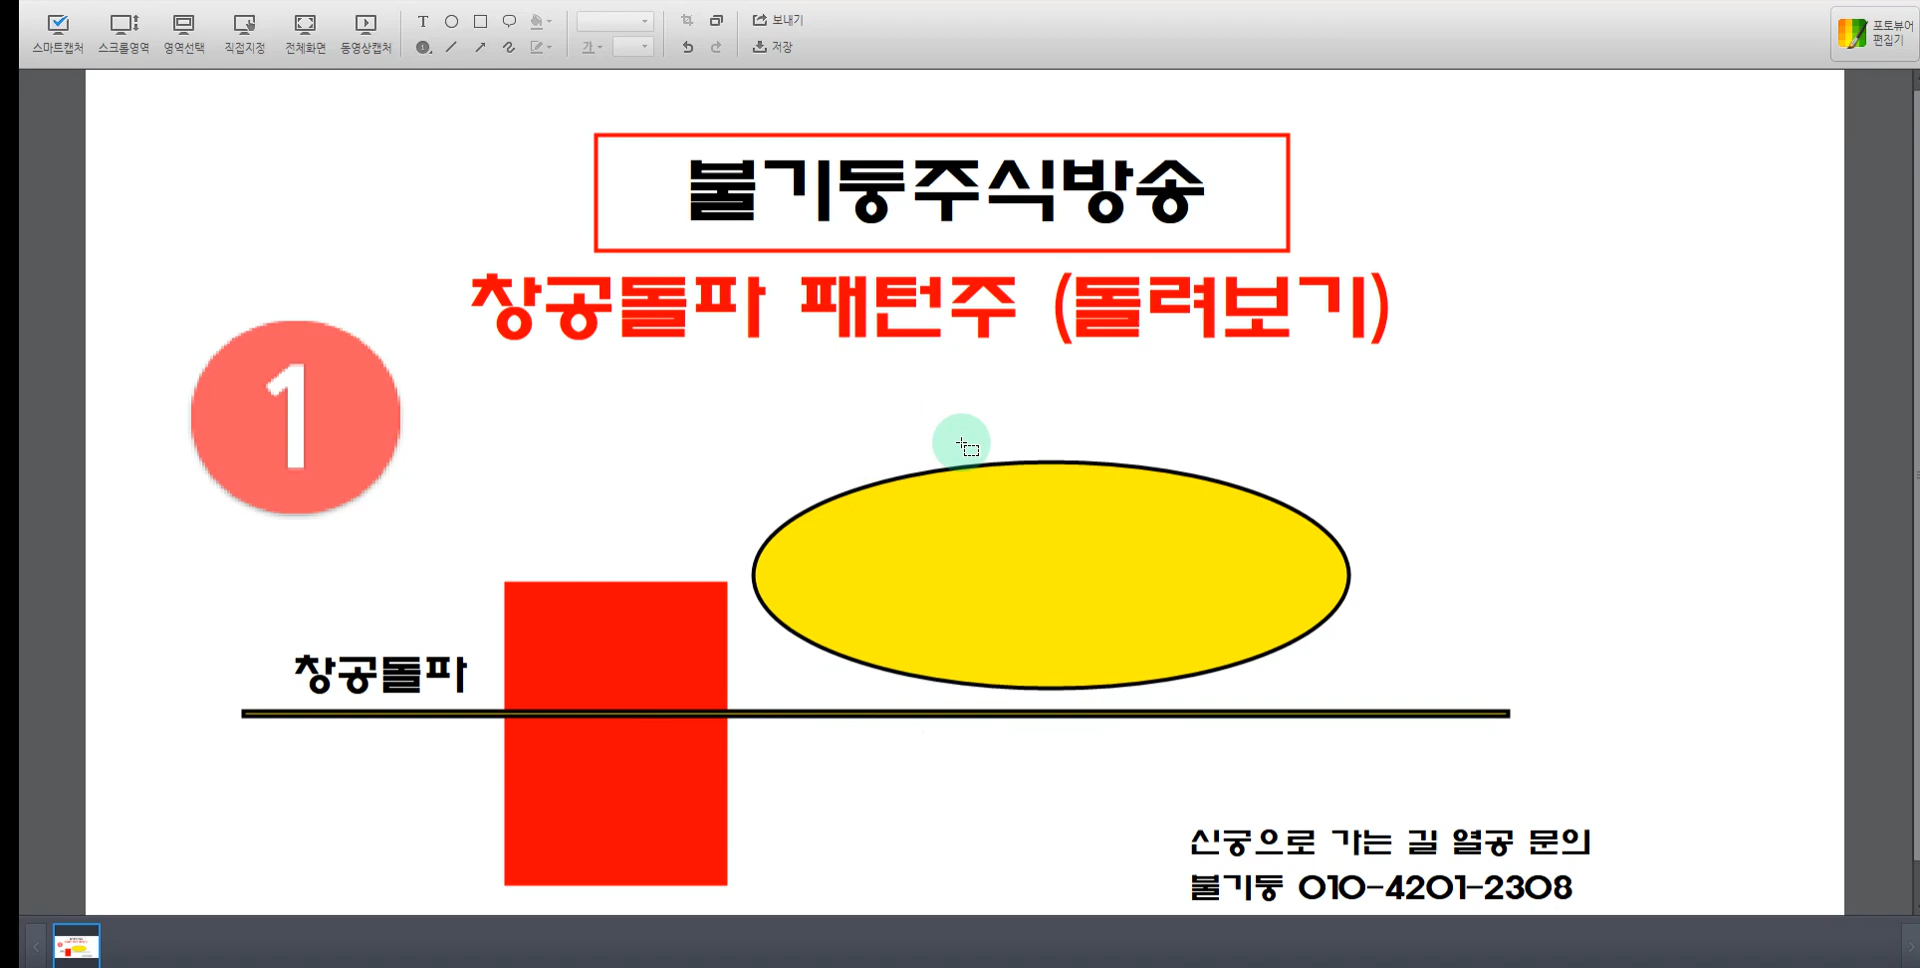 스마트캡처 스크롤영역 영역선택 직접지정 전체화면 동영상캡처
T
가
보내기
저장
포토뷰어
편집기
불기둥주식방송
창공돌파 패턴주 (돌려보기)
1
창공돌파
신궁으로 가는 길 열공 문의
불기둥 010-4201-2308